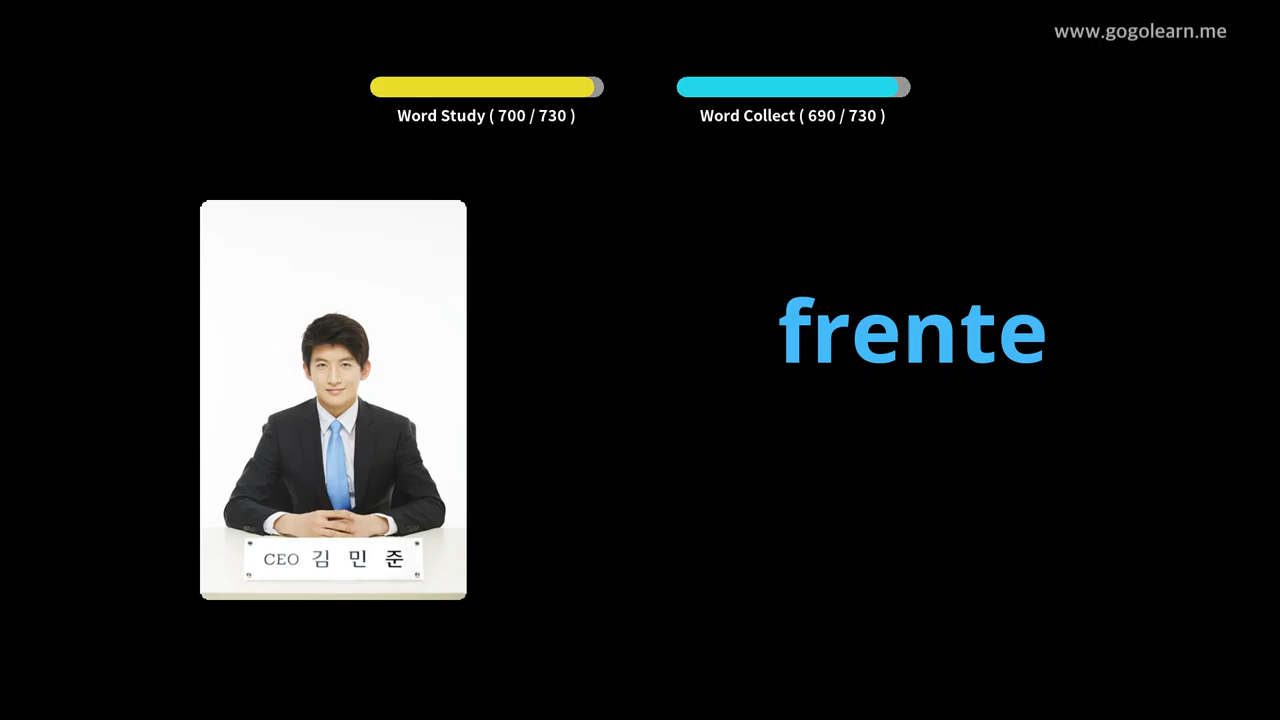 www.gogolearn.me
Word Study ( 700 / 730 )
Word Collect ( 690 / 730 )
frente
CEO 김 민 준